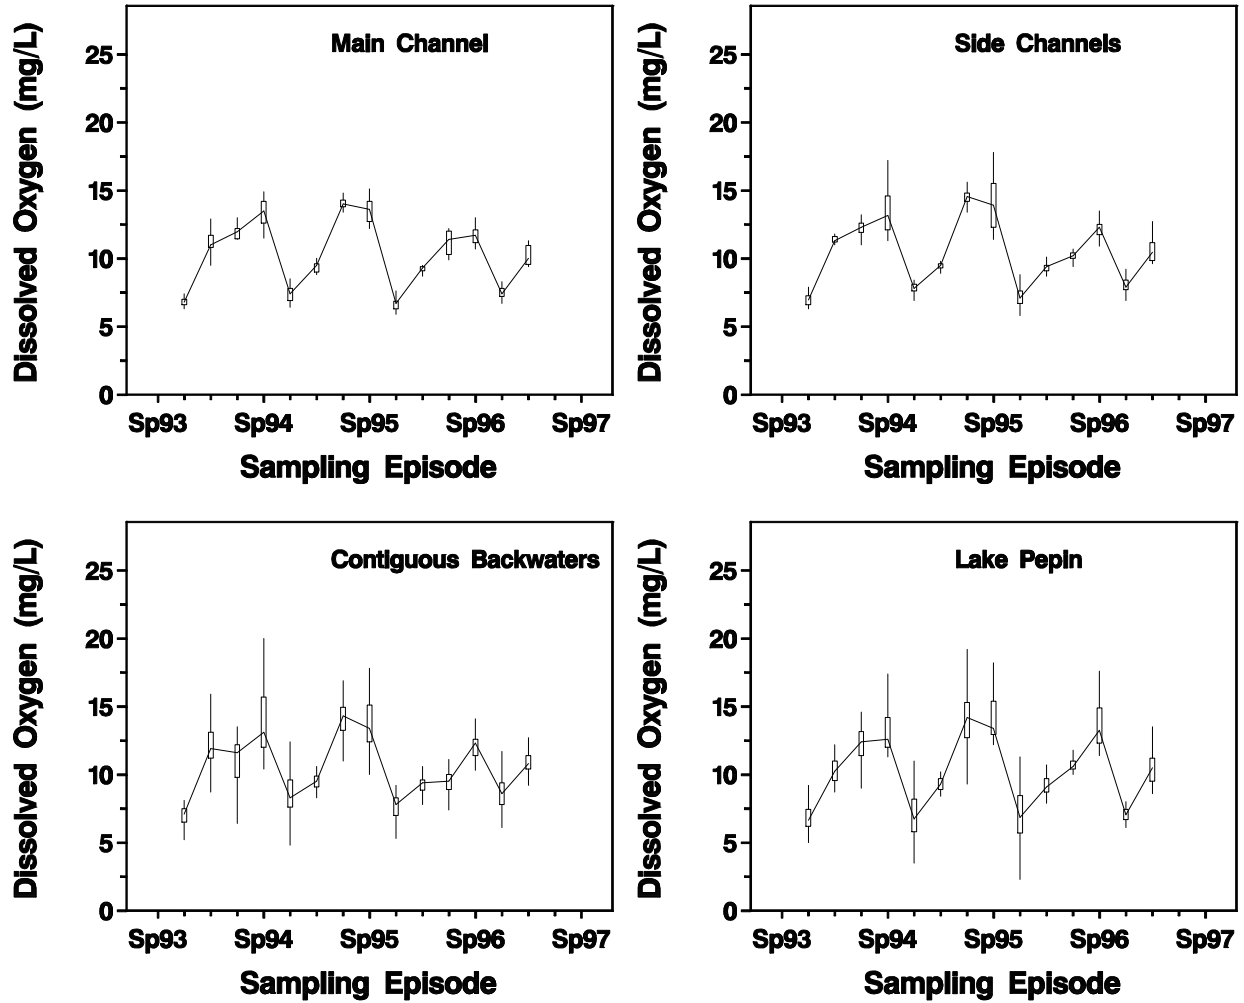 Main Channel
Dissolved Oxygen (mg/L)
25
20
15
10
5
0
Sp93 Sp94 Sp95 Sp96 Sp97
Sampling Episode
Side Channels
Dissolved Oxygen (mg/L)
25
20
15
10
5
0
Sp93 Sp94 Sp95 Sp96 Sp97
Sampling Episode
Contiguous Backwaters
Dissolved Oxygen (mg/L)
25
20
15
10
5
0
Sp93 Sp94 Sp95 Sp96 Sp97
Sampling Episode
Lake Pepin
Dissolved Oxygen (mg/L)
25
20
15
10
5
0
Sp93 Sp94 Sp95 Sp96 Sp97
Sampling Episode